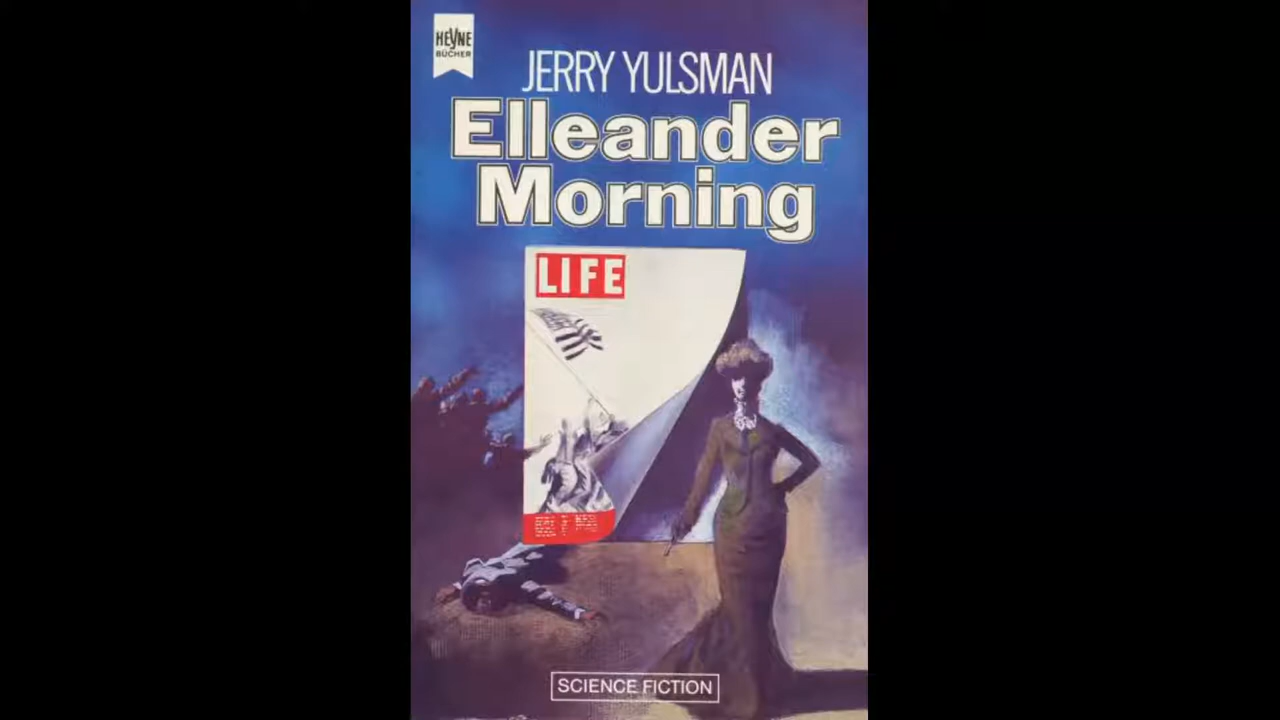 HEYNE
BÜCHER
JERRY YULSMAN
Elleander
Morning
LIFE
SCIENCE FICTION